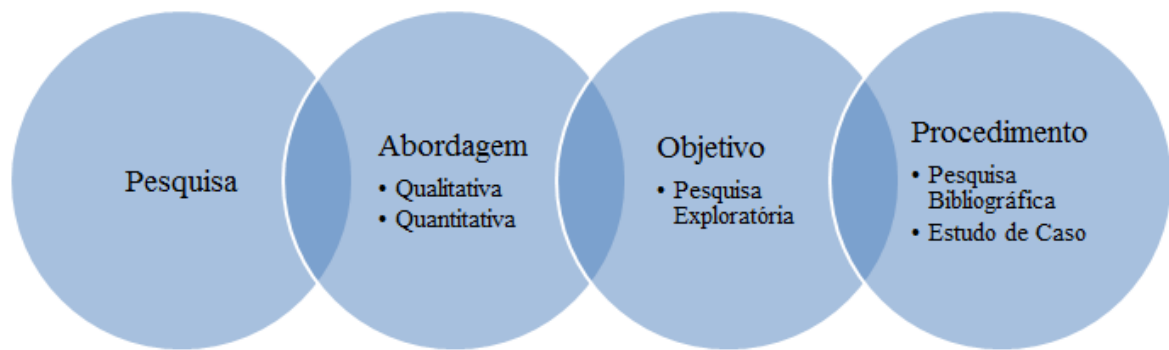 Pesquisa
Abordagem
• Qualitativa
• Quantitativa
Objetivo
• Pesquisa
Exploratória
Procedimento
• Pesquisa
Bibliográfica
• Estudo de Caso